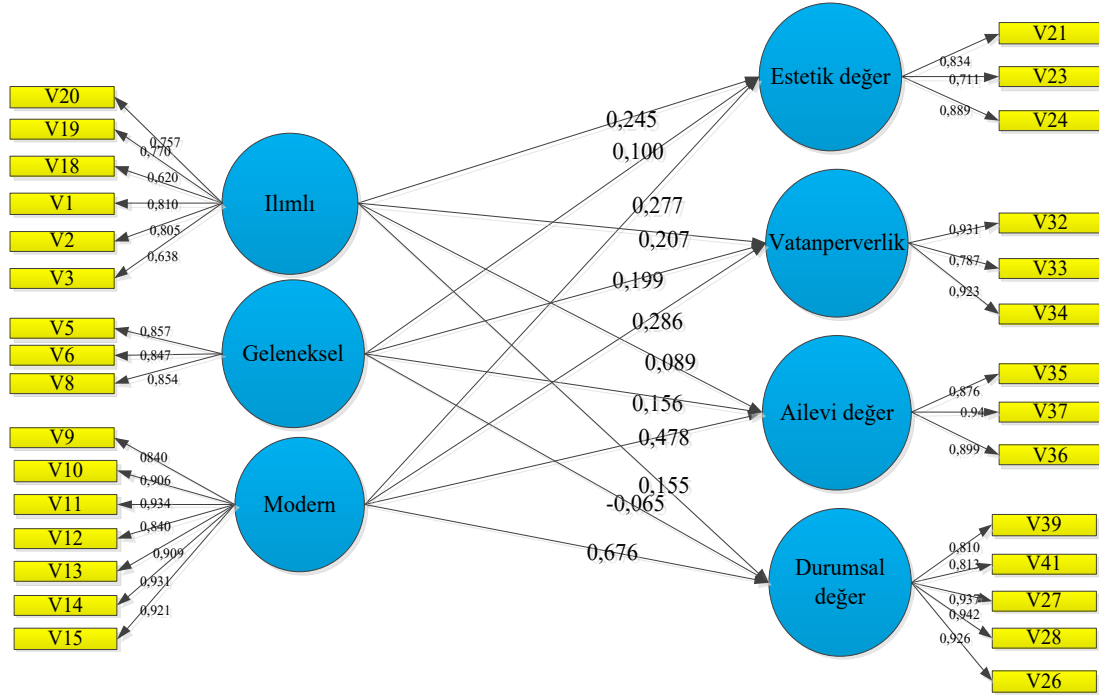 V20
V19
V18
V1
V2
V3
V5
V6
V8
V9
V10
V11
V12
V13
V14
V15
0,757
0,770
0,620
0,810
0,805
0,638
0,857
0,847
0,854
0840
0,906
0,934
0,840
0,909
0,931
0,921
Ilımlı
Geleneksel
Modern
0,245
0,100
0,277
0,207
0,199
0,286
0,089
0,156
0,478
0,155
-0,065
0,676
Estetik değer
Vatanperverlik
Ailevi değer
Durumsal
değer
0,834
0,711
0,889
0,931
0,787
0,923
0,876
0.94
0,899
0,810
0,813
0,937
0,942
0,926
V21
V23
V24
V32
V33
V34
V35
V37
V36
V39
V41
V27
V28
V26